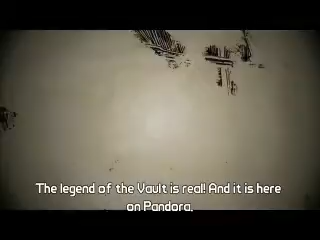 The legend of the Vault is real! And it is here
on Pandora.